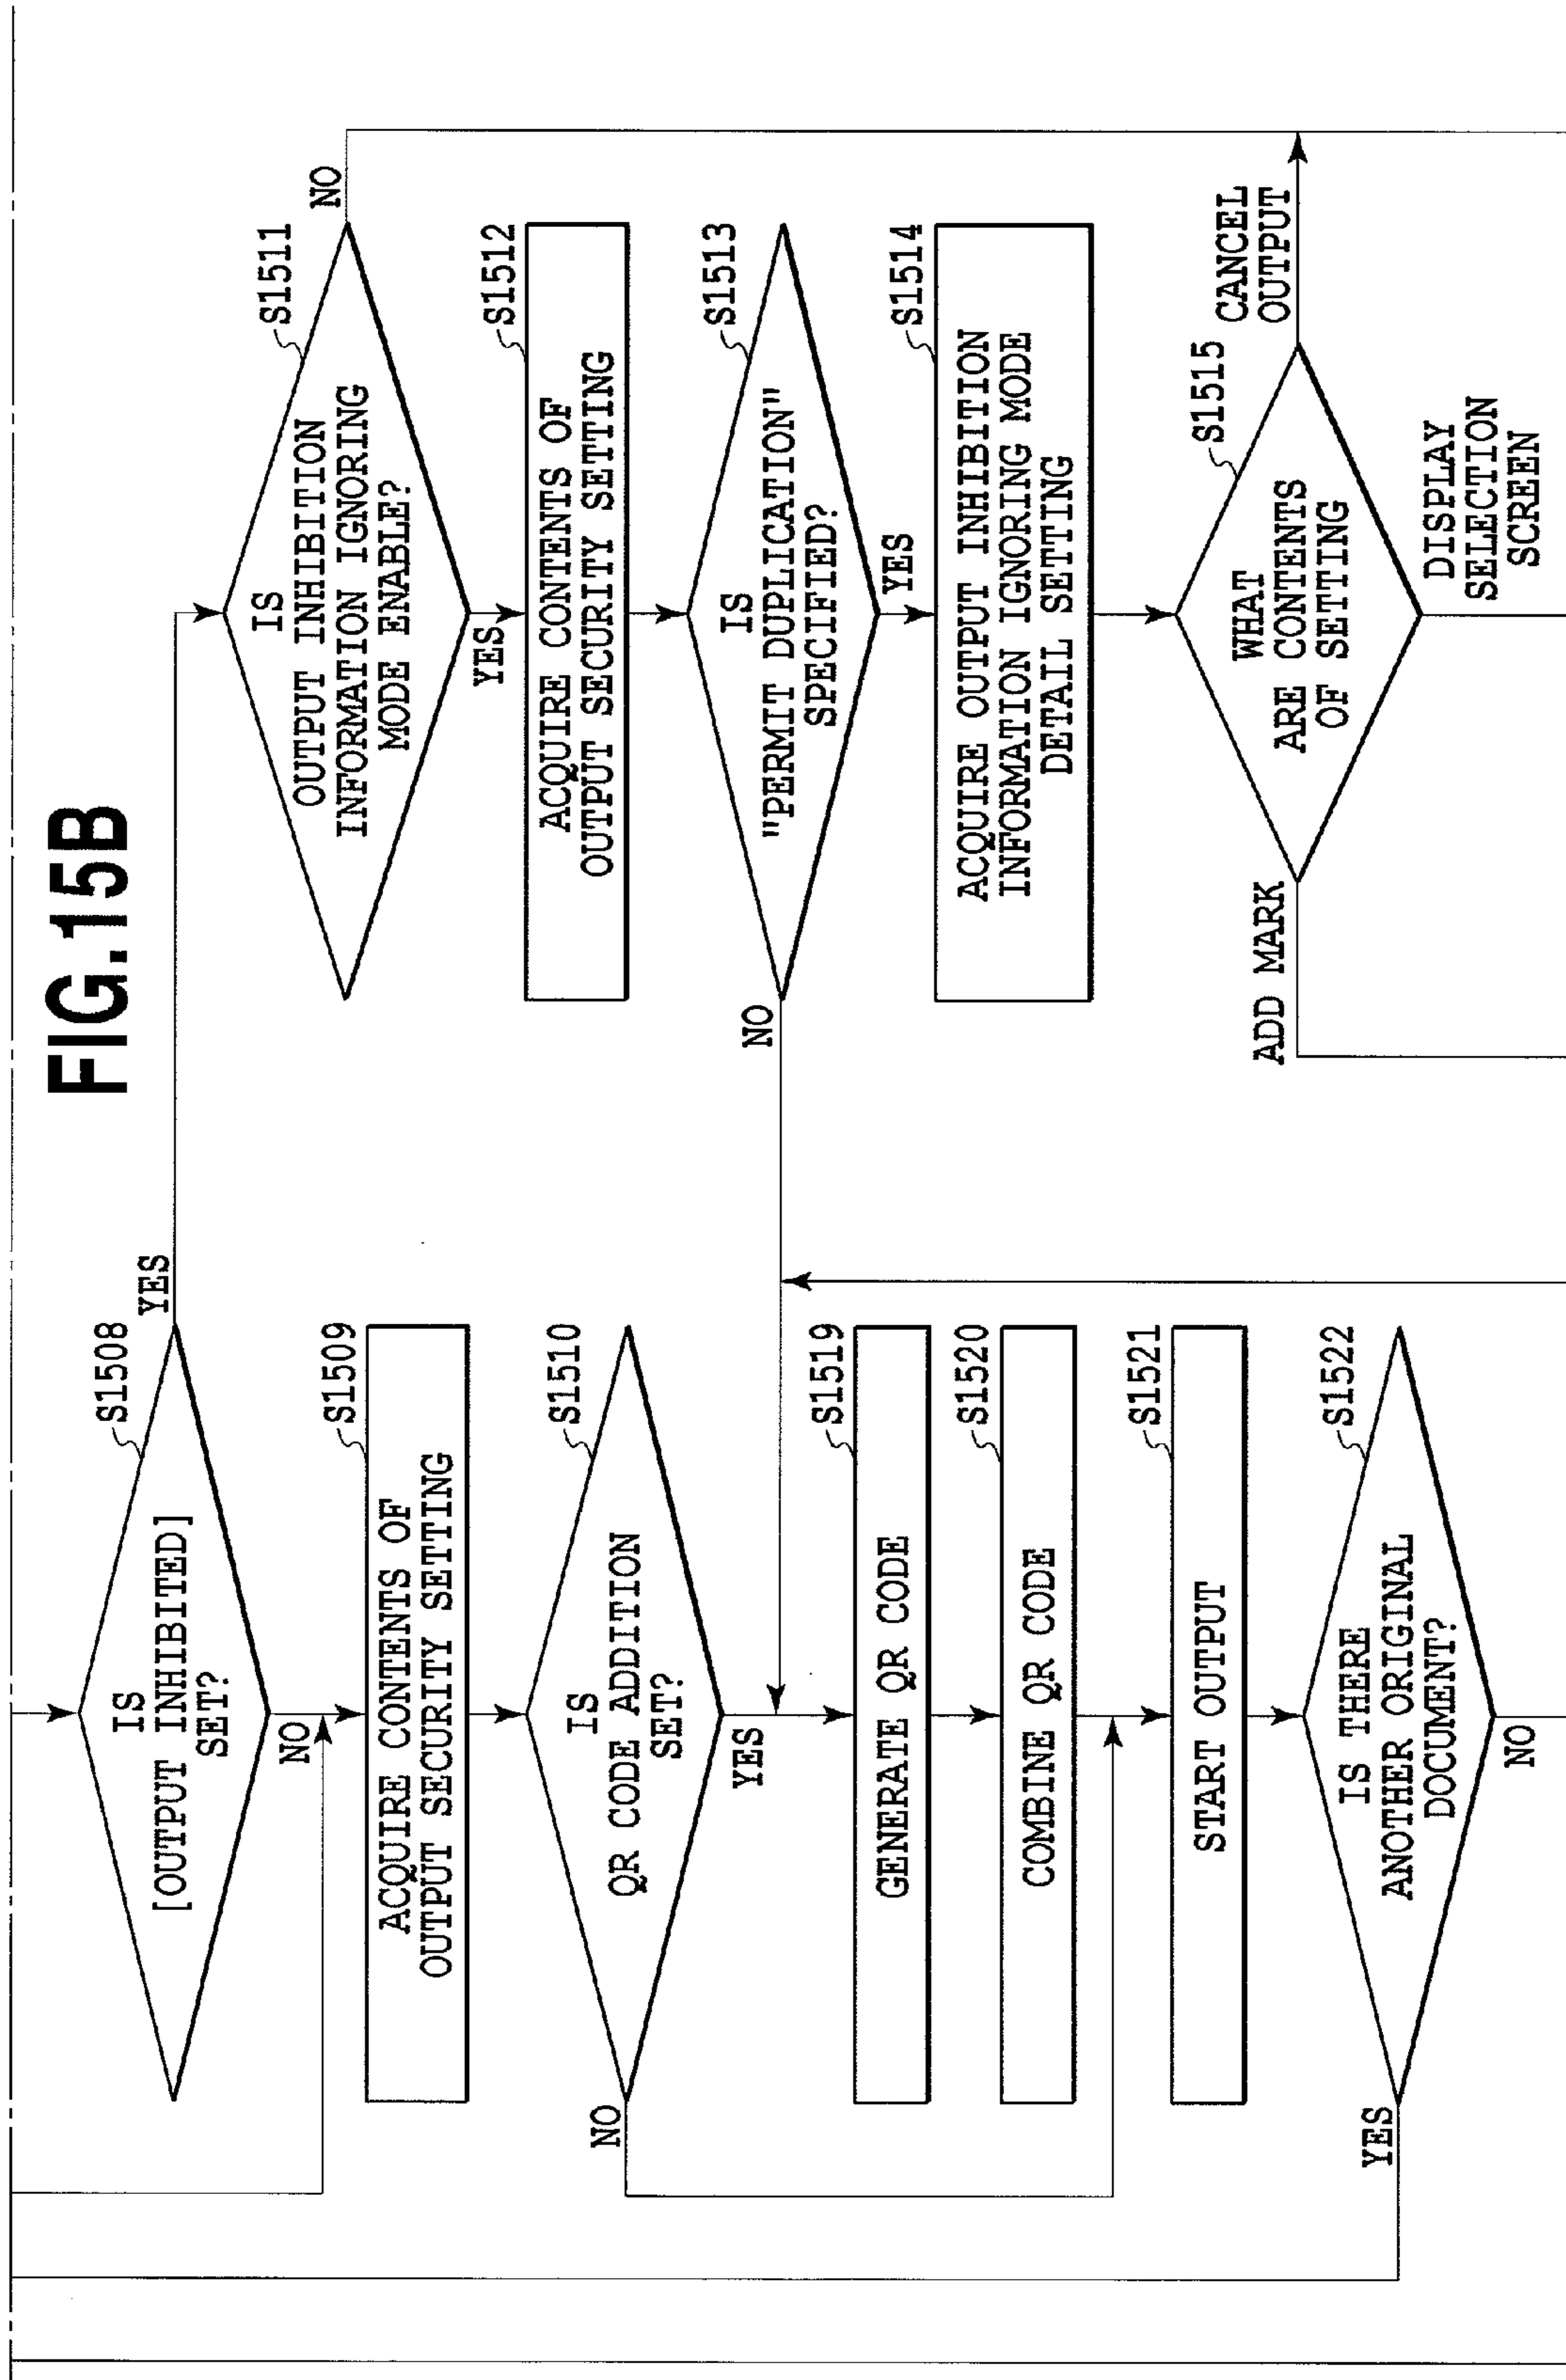 FIG.15B
S1508
IS
[OUTPUT INHIBITED]
SET?
YES
NO
S1509
ACQUIRE CONTENTS OF
OUTPUT SECURITY SETTING
S1510
IS
QR CODE ADDITION
SET?
NO
YES
S1519
GENERATE QR CODE
S1520
COMBINE QR CODE
S1521
START OUTPUT
S1522
IS THERE
ANOTHER ORIGINAL
DOCUMENT?
YES
NO
S1511
IS
OUTPUT INHIBITION
INFORMATION IGNORING
MODE ENABLE?
NO
YES
S1512
ACQUIRE CONTENTS OF
OUTPUT SECURITY SETTING
S1513
IS
"PERMIT DUPLICATION"
SPECIFIED?
NO
YES
S1514
ACQUIRE OUTPUT INHIBITION
INFORMATION IGNORING MODE
DETAIL SETTING
S1515
WHAT
ARE CONTENTS
OF SETTING
ADD MARK
CANCEL
OUTPUT
DISPLAY
SELECTION
SCREEN